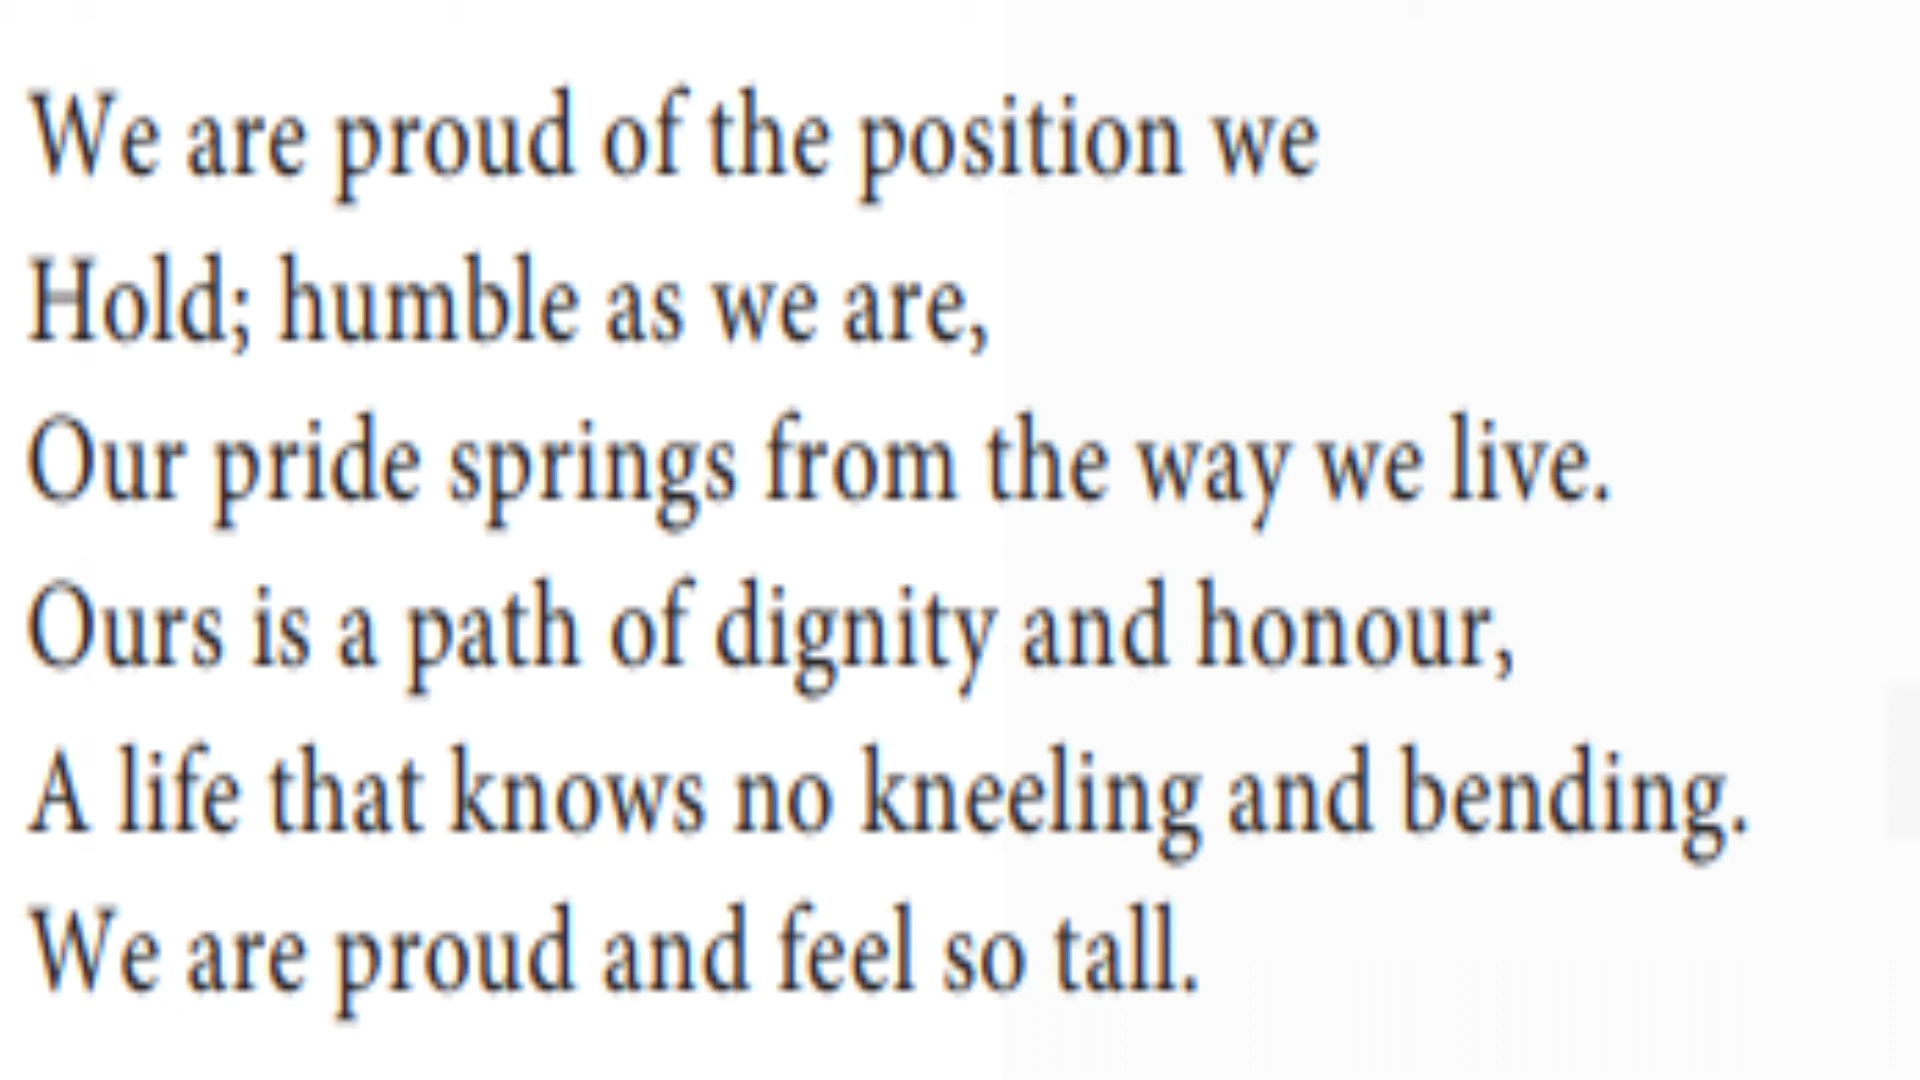 We are proud of the position we
Hold; humble as we are,
Our pride springs from the way we live.
Ours is a path of dignity and honour,
A life that knows no kneeling and bending.
We are proud and feel so tall.